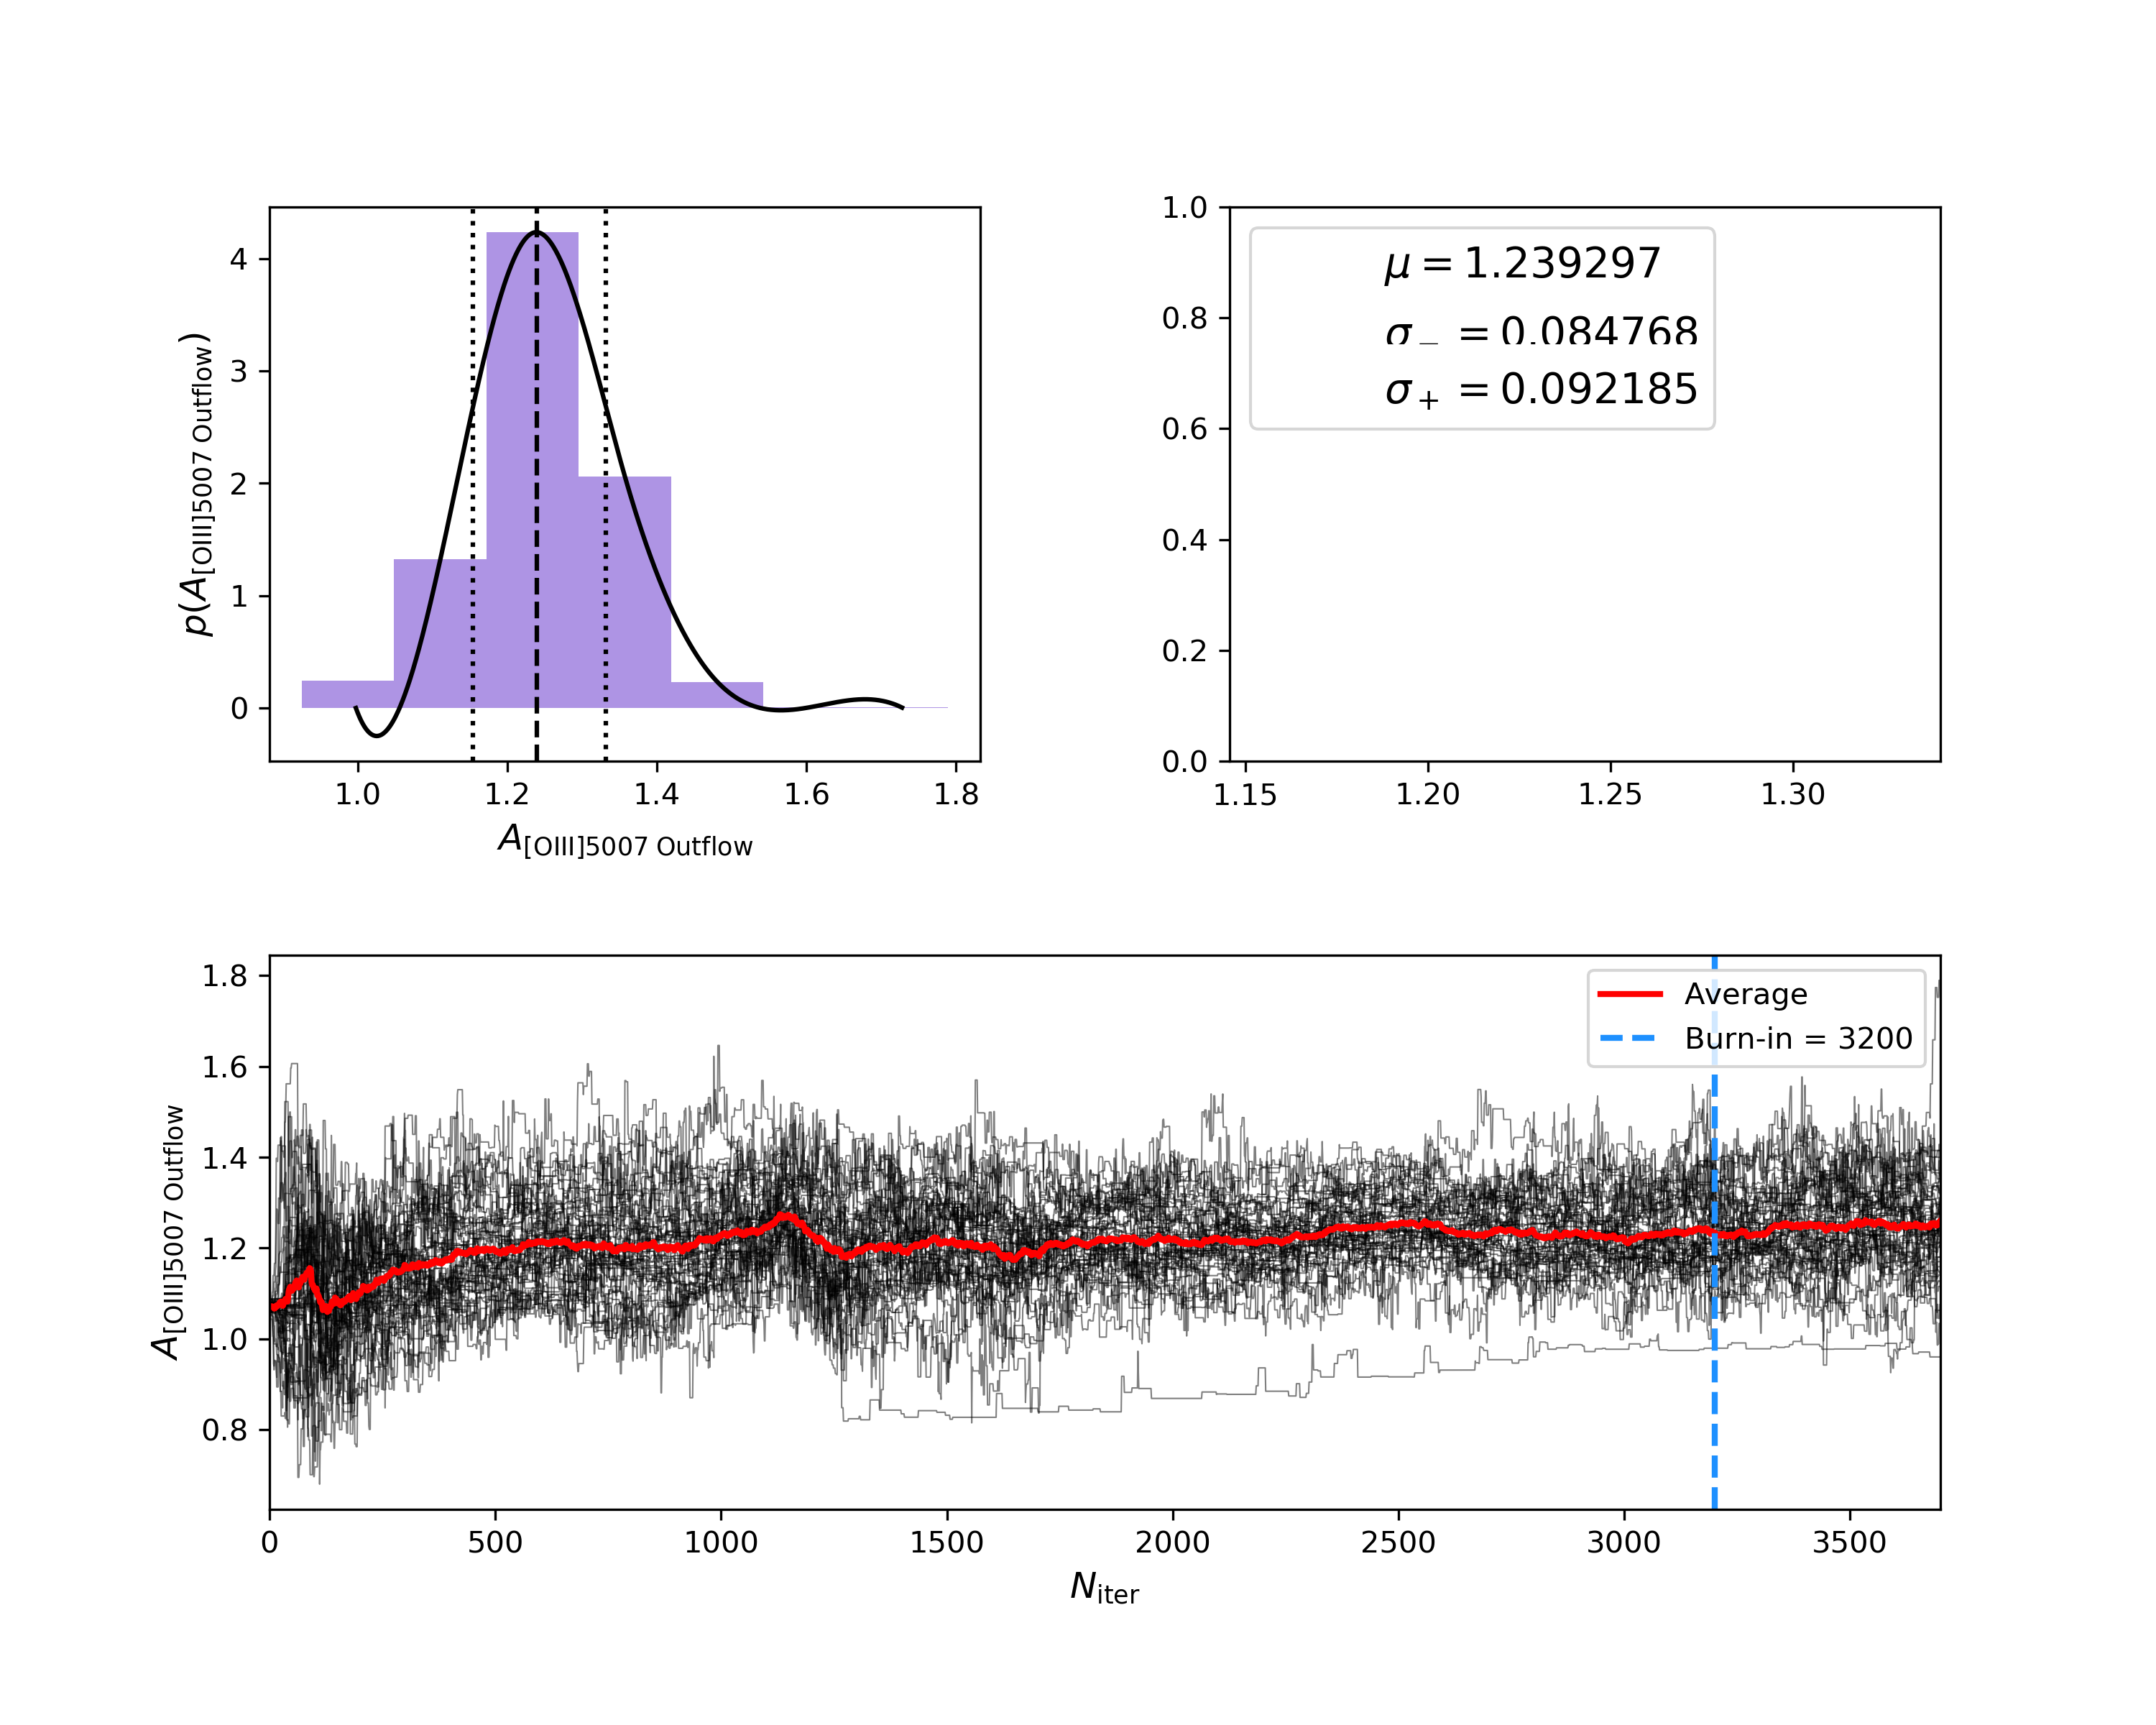 4
3
2
1
0
p(A[OIII]5007 Outflow)
1.0 1.2 1.4 1.6 1.8
A[OIII]5007 Outflow
1.0
0.8
0.6
0.4
0.2
0.0
μ = 1.239297
σ− = 0.084768
σ+ = 0.092185
1.15 1.20 1.25 1.30
1.8
1.6
1.4
1.2
1.0
0.8
A[OIII]5007 Outflow
Average
Burn-in = 3200
0 500 1000 1500 2000 2500 3000 3500
Niter